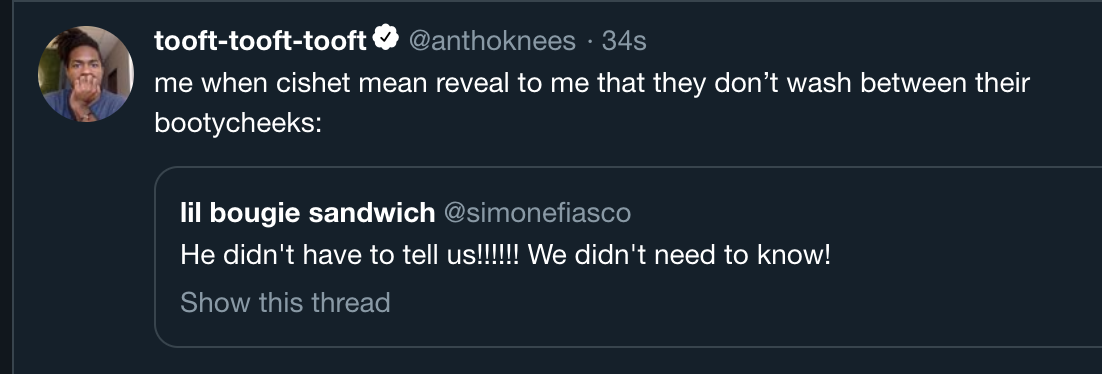 tooft-tooft-tooft @anthoknees · 34s
me when cishet mean reveal to me that they don’t wash between their
bootycheeks:
lil bougie sandwich @simonefiasco
He didn't have to tell us!!!!!! We didn't need to know!
Show this thread